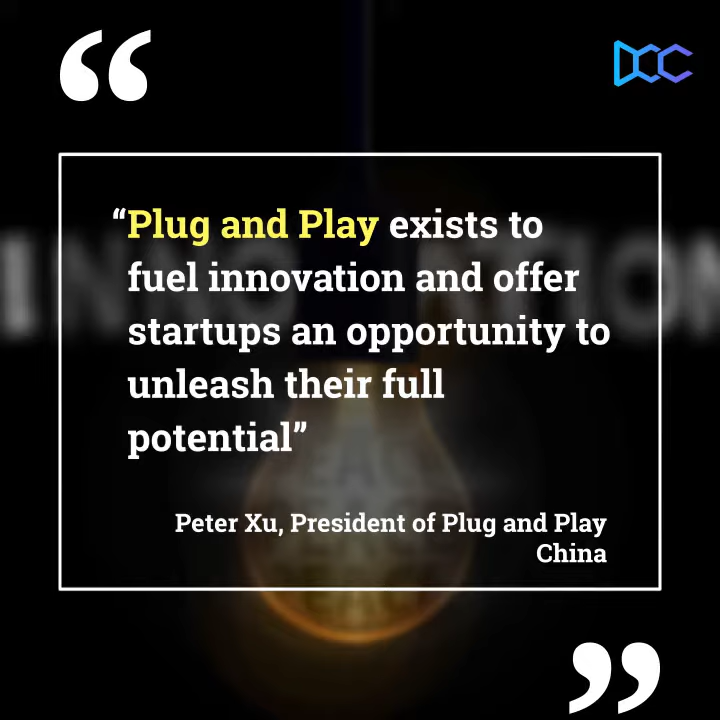 “
DCC
“Plug and Play exists to
fuel innovation and offer
startups an opportunity to
unleash their full
potential”
Peter Xu, President of Plug and Play
China
”